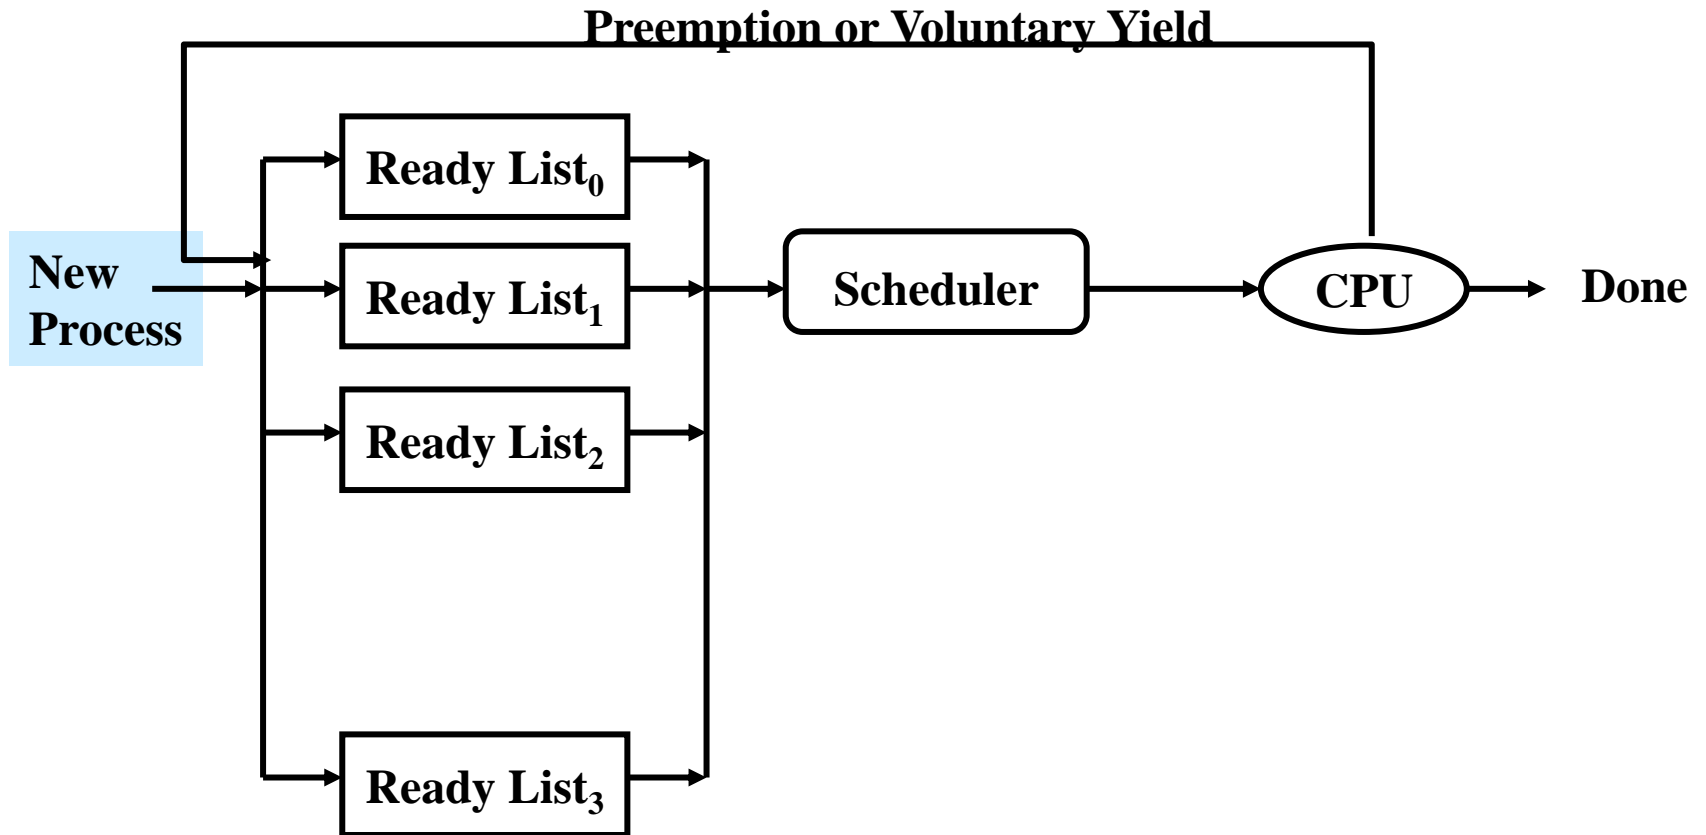 Preemption or Voluntary Yield
Ready List₀
New
Process
Ready List₁
Scheduler
CPU
Done
Ready List₂
Ready List₃